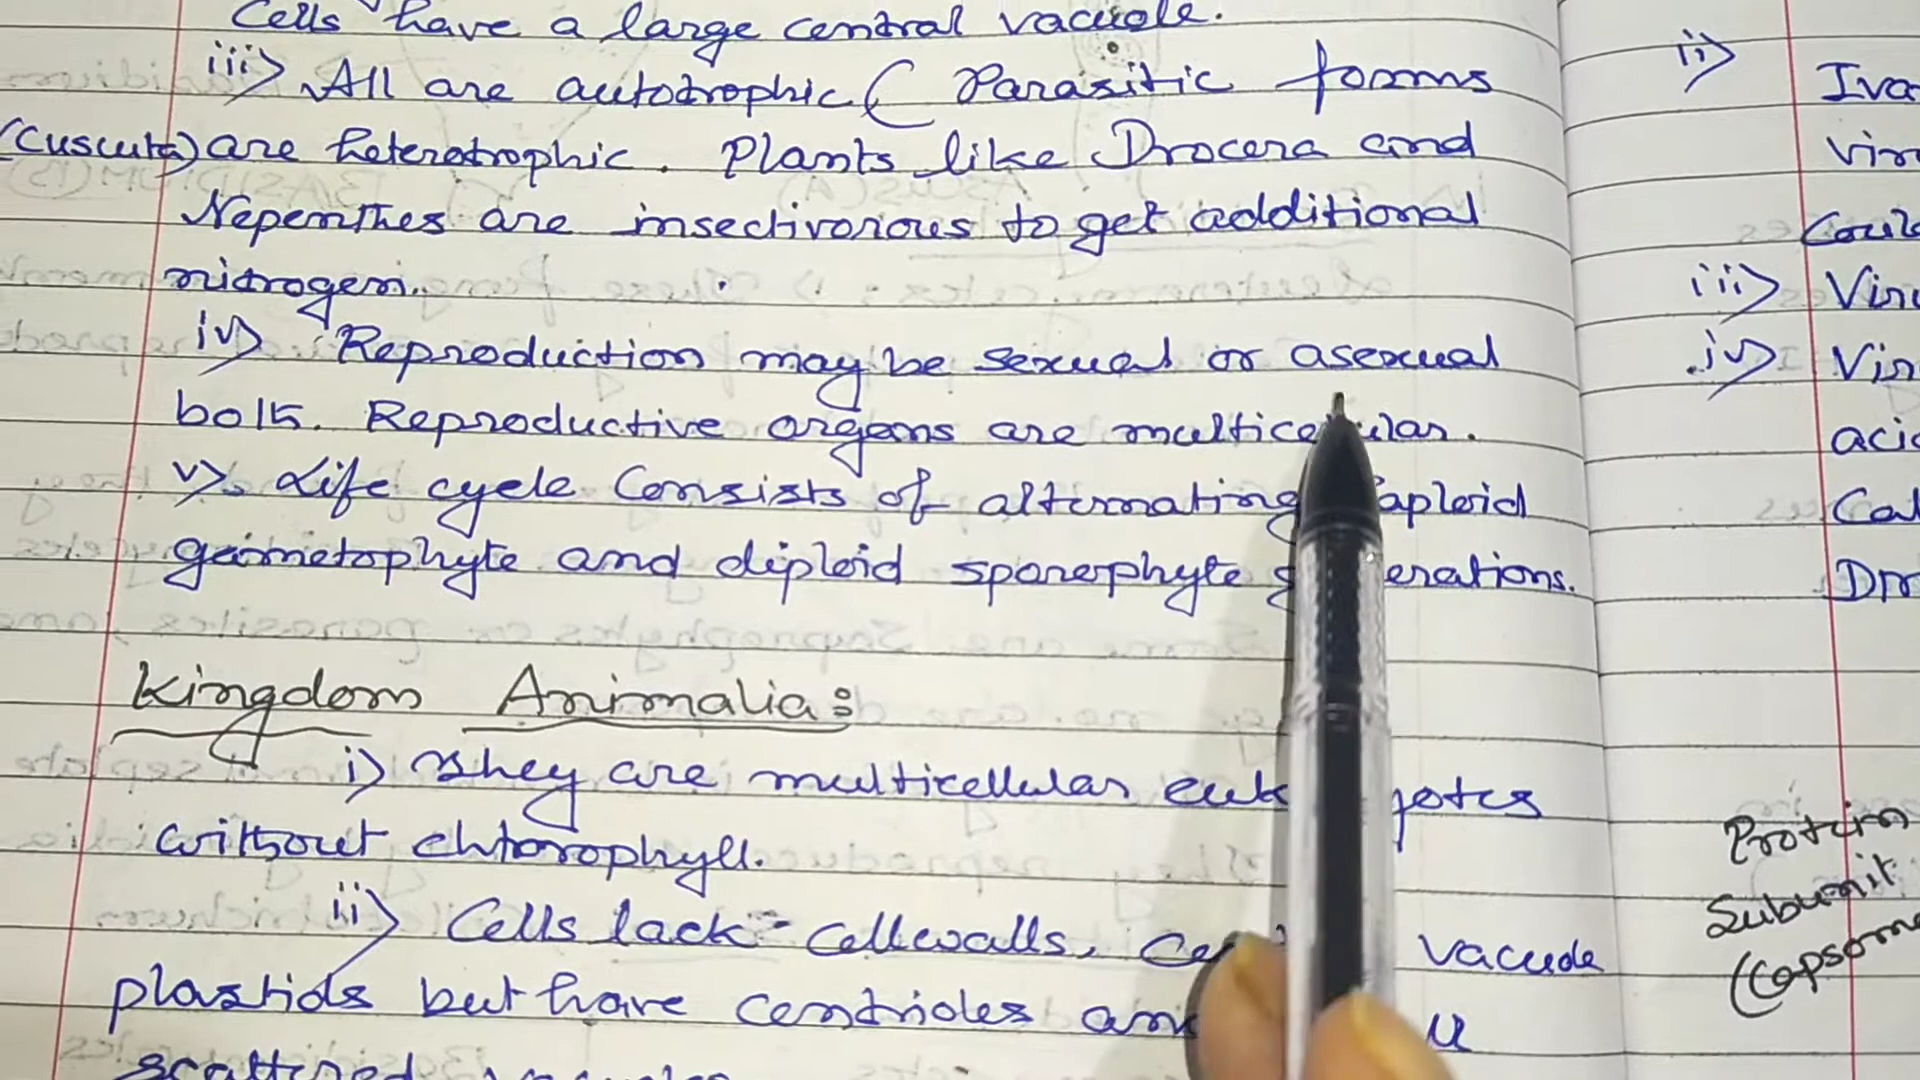 Cells have a large central vacuole.
iii) All are autotrophic ( Parasitic forms
(Cuscuta) are heterotrophic. Plants like Drocera and
Nepenthes are insectivorous to get additional
nitrogen.
iv) Reproduction may be sexual or asexual
both. Reproductive organs are multicellular.
v) Life cycle consists of alternating haploid
gametophyte and diploid sporophyte generations.
Kingdom Animalia:
i) They are multicellular eukaryotes
without chlorophyll.
ii) Cells lack cellwalls, vacuole
plastids but have centrioles and
scattered
ii)
iii)
iv)
Protein
Subunit